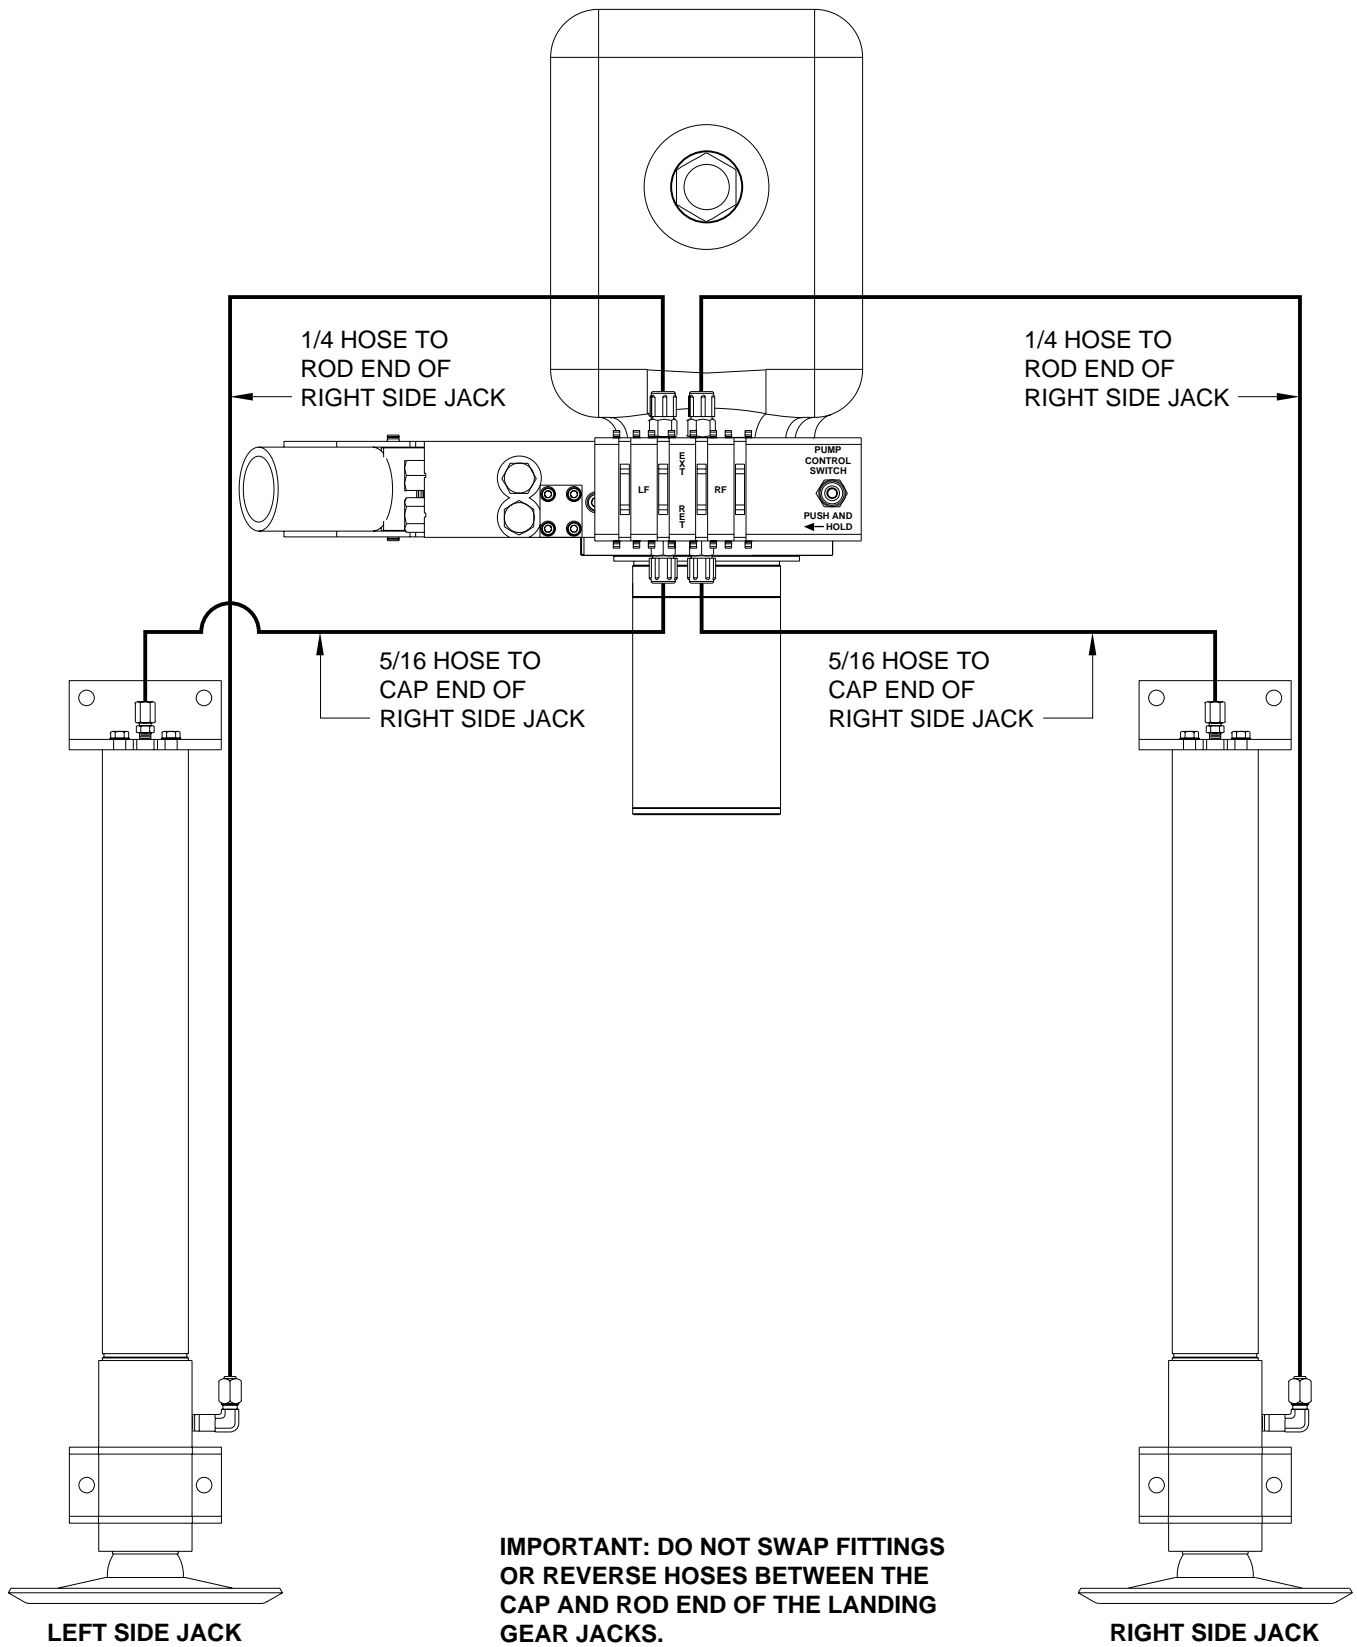 1/4 HOSE TO
ROD END OF
RIGHT SIDE JACK
1/4 HOSE TO
ROD END OF
RIGHT SIDE JACK
LF
EXT
RET
RF
PUMP
CONTROL
SWITCH
PUSH AND
HOLD
5/16 HOSE TO
CAP END OF
RIGHT SIDE JACK
5/16 HOSE TO
CAP END OF
RIGHT SIDE JACK
IMPORTANT: DO NOT SWAP FITTINGS
OR REVERSE HOSES BETWEEN THE
CAP AND ROD END OF THE LANDING
GEAR JACKS.
LEFT SIDE JACK
RIGHT SIDE JACK